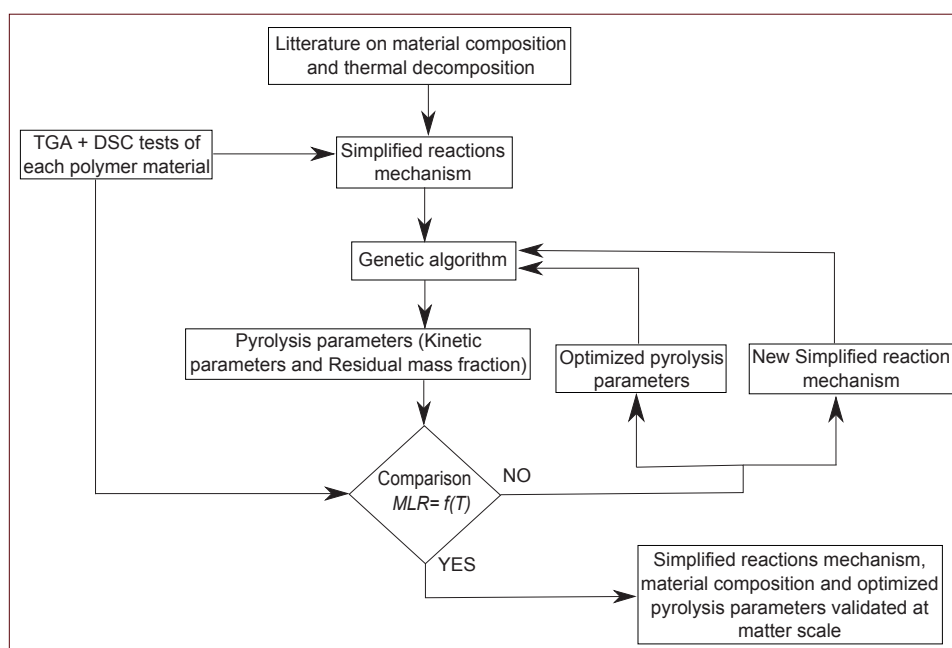 Litterature on material composition
and thermal decomposition
TGA + DSC tests of
each polymer material
Simplified reactions
mechanism
Genetic algorithm
Pyrolysis parameters (Kinetic
parameters and Residual mass fraction)
Optimized pyrolysis
parameters
New Simplified reaction
mechanism
Comparison
MLR= f(T)
NO
YES
Simplified reactions mechanism,
material composition and optimized
pyrolysis parameters validated at
matter scale